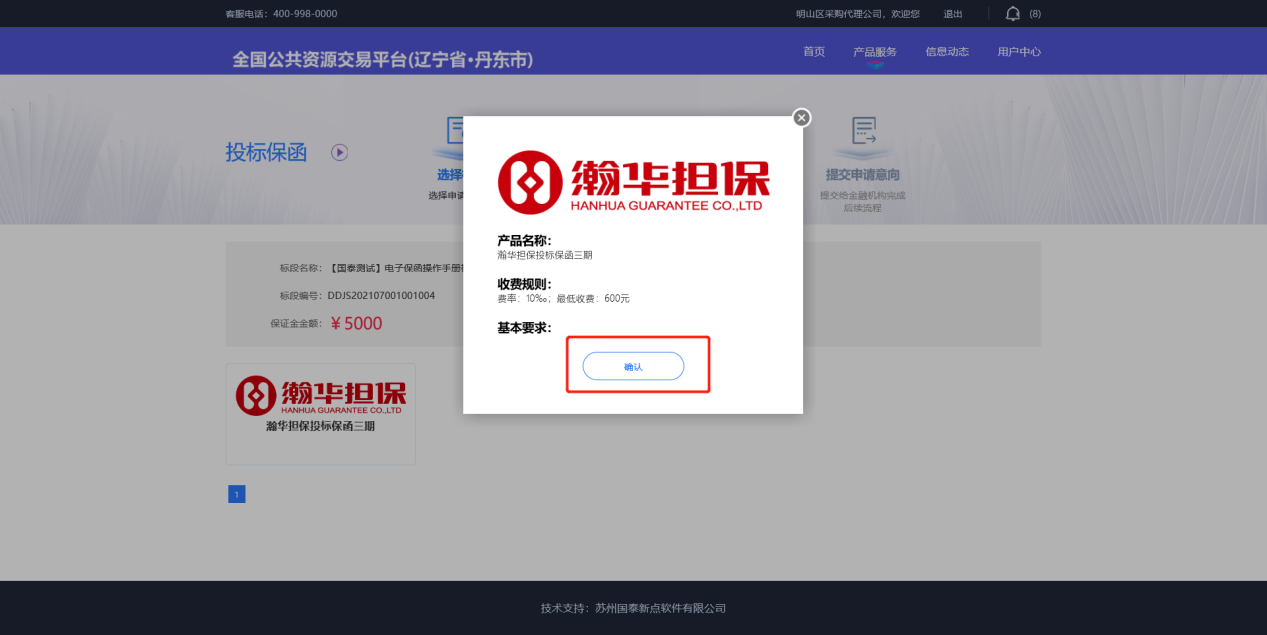 客服电话：400-998-0000
明山区采购代理公司，欢迎您 退出 (8)
全国公共资源交易平台(辽宁省·丹东市)
首页 产品服务 信息动态 用户中心
投标保函
选择
选择申请
提交申请意向
提交给金融机构完成
后续流程
瀚华担保
HANHUA GUARANTEE CO.,LTD
产品名称：
瀚华担保投标保函三期
收费规则：
费率：10‰；最低收费：600元
基本要求：
确认
标段名称：【国泰测试】电子保函操作手册
标段编号：DDJS202107001001004
保证金金额：¥ 5000
瀚华担保
HANHUA GUARANTEE CO.,LTD
瀚华担保投标保函三期
1
技术支持：苏州国泰新点软件有限公司